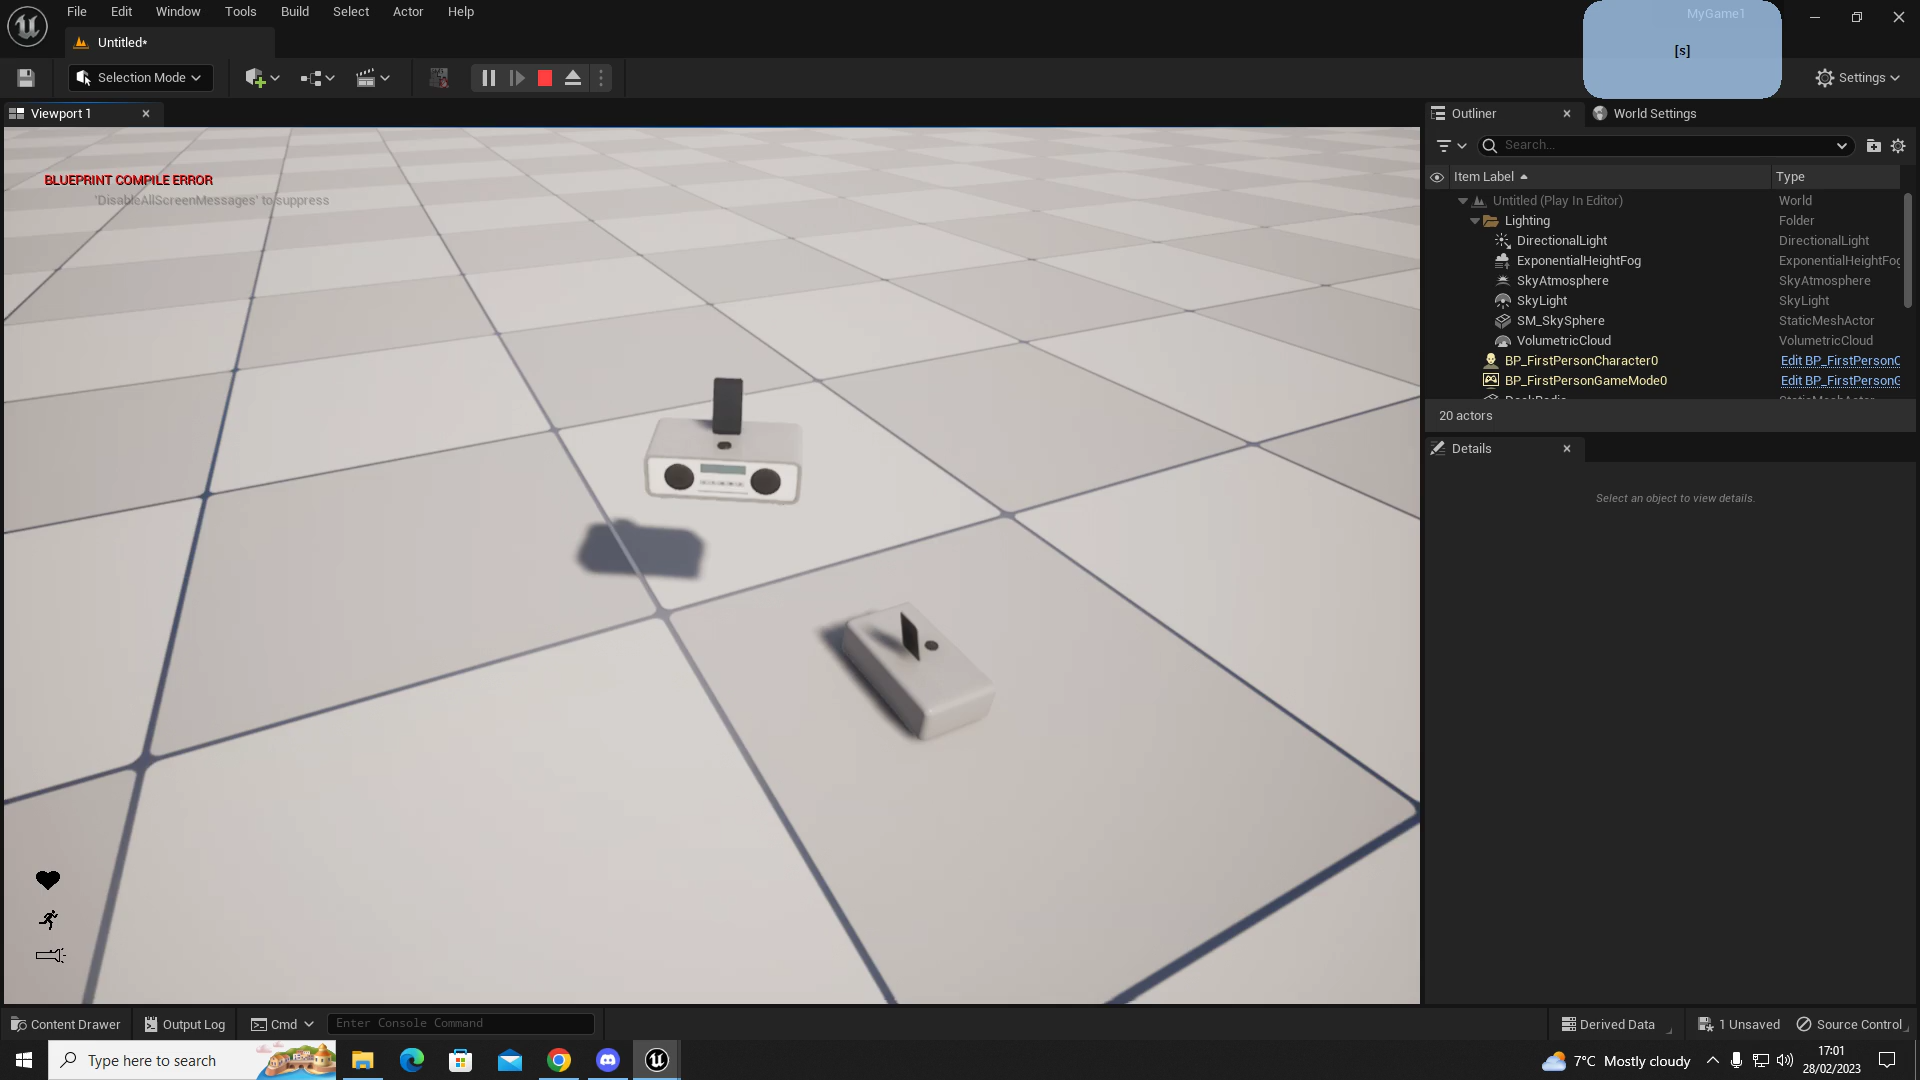 File Edit Window Tools Build Select Actor Help
MyGame1
Untitled*
[s]
Selection Mode
Settings
Viewport 1
Outliner
World Settings
Search...
Item Label
Type
BLUEPRINT COMPILE ERROR
'DisableAllScreenMessages' to suppress
Untitled (Play In Editor) World
Lighting Folder
DirectionalLight DirectionalLight
ExponentialHeightFog ExponentialHeightFog
SkyAtmosphere SkyAtmosphere
SkyLight SkyLight
SM_SkySphere StaticMeshActor
VolumetricCloud VolumetricCloud
BP_FirstPersonCharacter0 Edit BP_FirstPersonC
BP_FirstPersonGameMode0 Edit BP_FirstPersonG
20 actors
Details
Select an object to view details.
Content Drawer
Output Log
Cmd
Enter Console Command
Derived Data
1 Unsaved
Source Control
Type here to search
7°C Mostly cloudy
17:01
28/02/2023